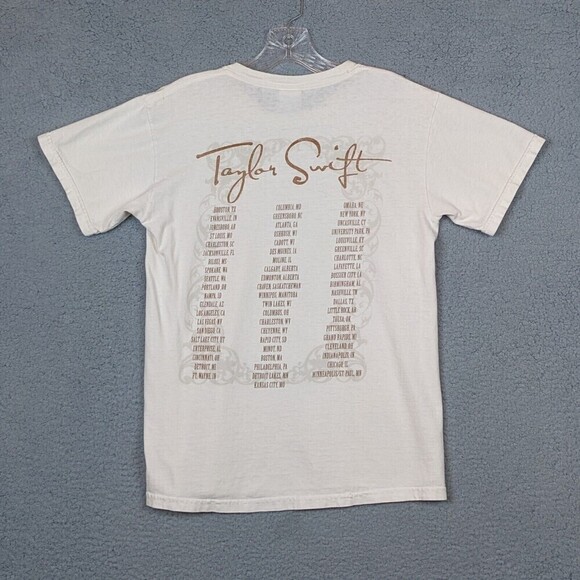 Taylor Swift
HOUSTON, TX
EVANSVILLE, IN
JONESBORO, AR
ST LOUIS, MO
CHARLESTON, SC
JACKSONVILLE, FL
BILOXI, MS
SPOKANE, WA
SEATTLE, WA
PORTLAND, OR
NAMPA, ID
GLENDALE, AZ
LOS ANGELES, CA
LAS VEGAS, NV
SAN DIEGO, CA
SALT LAKE CITY, UT
ENTERPRISE, AL
CINCINNATI, OH
DETROIT, MI
FT. WAYNE, IN
COLUMBIA, MO
GREENSBORO, NC
ATLANTA, GA
OSHKOSH, WI
CADOTT, WI
DES MOINES, IA
MOLINE, IL
CALGARY, ALBERTA
EDMONTON, ALBERTA
CRAVEN, SASKATCHEWAN
WINNIPEG, MANITOBA
TWIN LAKES, WI
COLUMBUS, OH
CHARLESTON, WV
CHEYENNE, WY
RAPID CITY, SD
MINOT, ND
BOSTON, MA
PHILADELPHIA, PA
DETROIT LAKES, MN
KANSAS CITY, MO
OMAHA, NE
NEW YORK, NY
UNCASVILLE, CT
UNIVERSITY PARK, PA
LOUISVILLE, KY
GREENVILLE, SC
CHARLOTTE, NC
LAFAYETTE, LA
BOSSIER CITY, LA
BIRMINGHAM, AL
NASHVILLE, TN
DALLAS, TX
LITTLE ROCK, AR
TULSA, OK
PITTSBURGH, PA
GRAND RAPIDS, MI
CLEVELAND, OH
INDIANAPOLIS, IN
CHICAGO, IL
MINNEAPOLIS/ST PAUL, MN